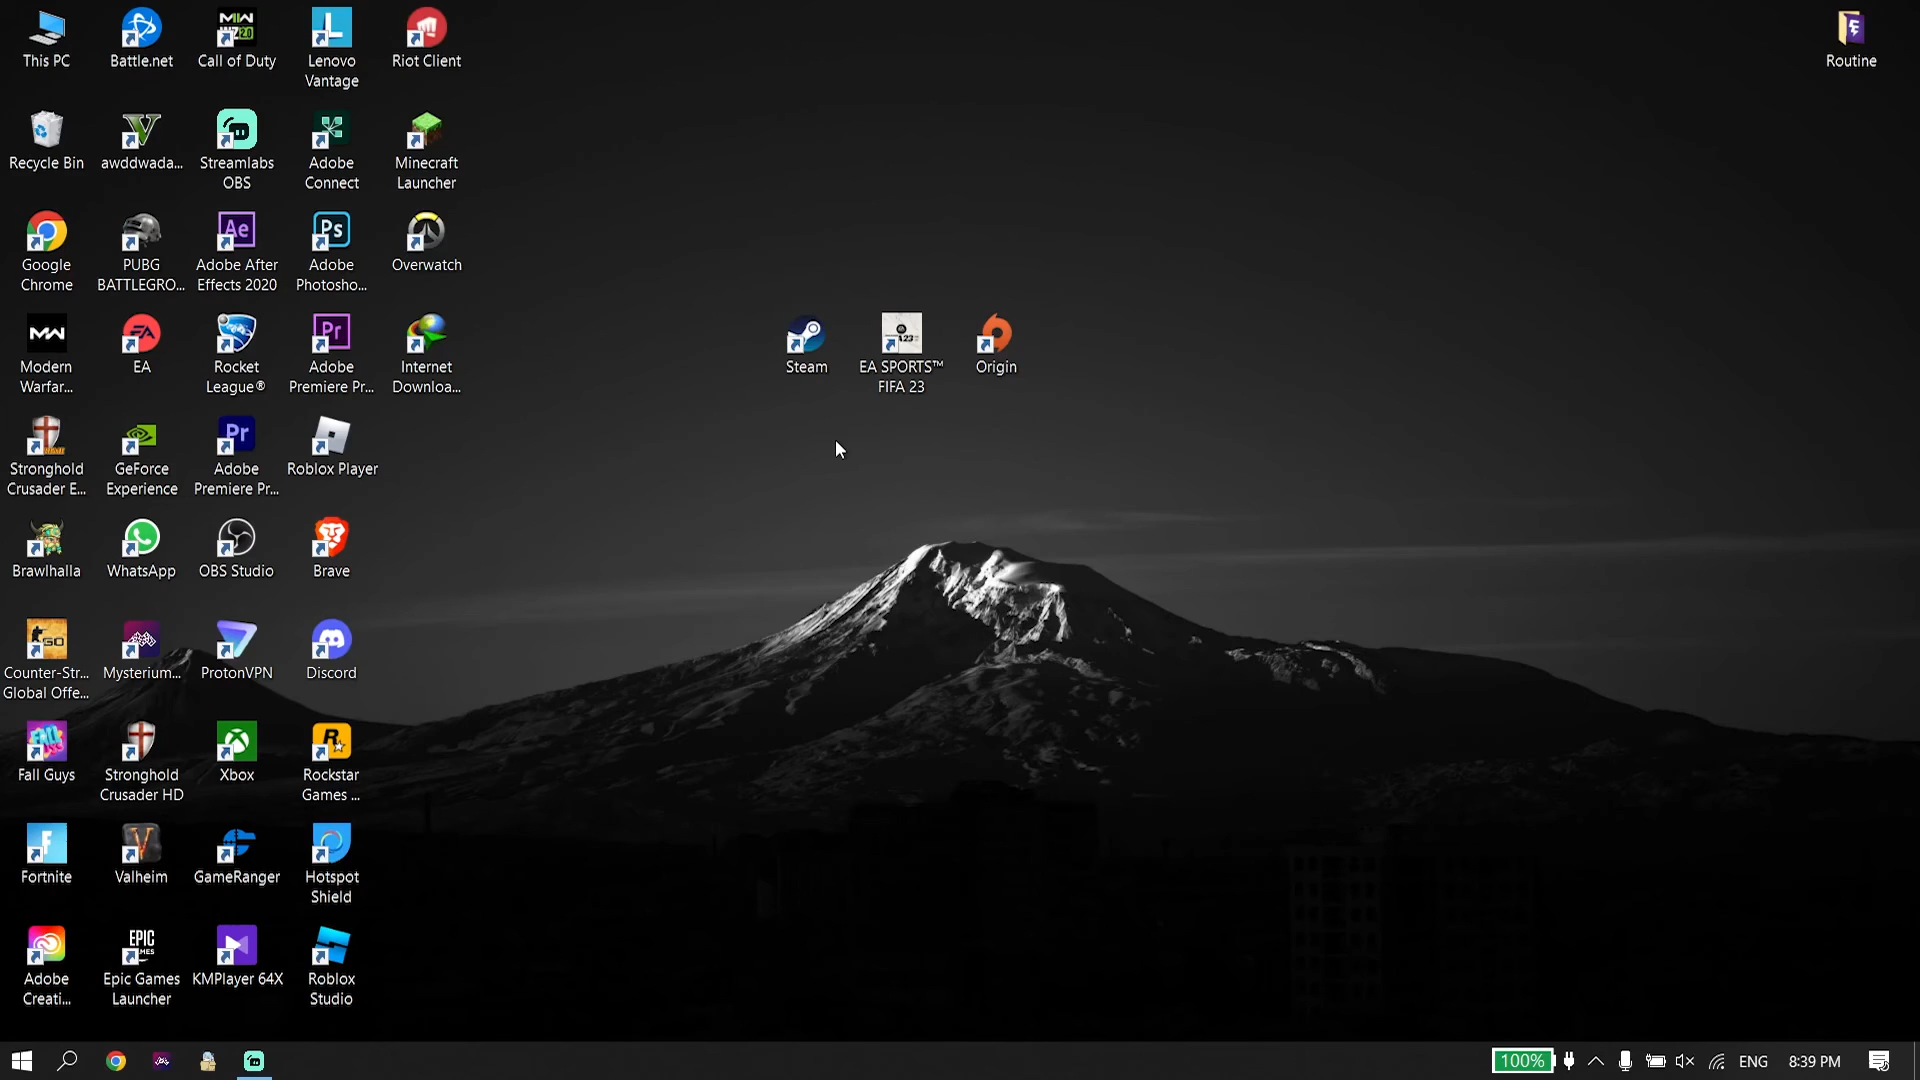 This PC
Battle.net
Call of Duty
Lenovo
Vantage
Riot Client
Routine
Recycle Bin
awddwada...
Streamlabs
OBS
Adobe
Connect
Minecraft
Launcher
Google
Chrome
PUBG
BATTLEGRO...
Adobe After
Effects 2020
Adobe
Photosho...
Overwatch
Modern
Warfar...
EA
Rocket
League®
Adobe
Premiere Pr...
Internet
Downloa...
Steam
EA SPORTS™
FIFA 23
Origin
Stronghold
Crusader E...
GeForce
Experience
Adobe
Premiere Pr...
Roblox Player
Brawlhalla
WhatsApp
OBS Studio
Brave
Counter-Str...
Global Offe...
Mysterium...
ProtonVPN
Discord
Fall Guys
Stronghold
Crusader HD
Xbox
Rockstar
Games ...
Fortnite
Valheim
GameRanger
Hotspot
Shield
Adobe
Creati...
Epic Games
Launcher
KMPlayer 64X
Roblox
Studio
100%
ENG
8:39 PM